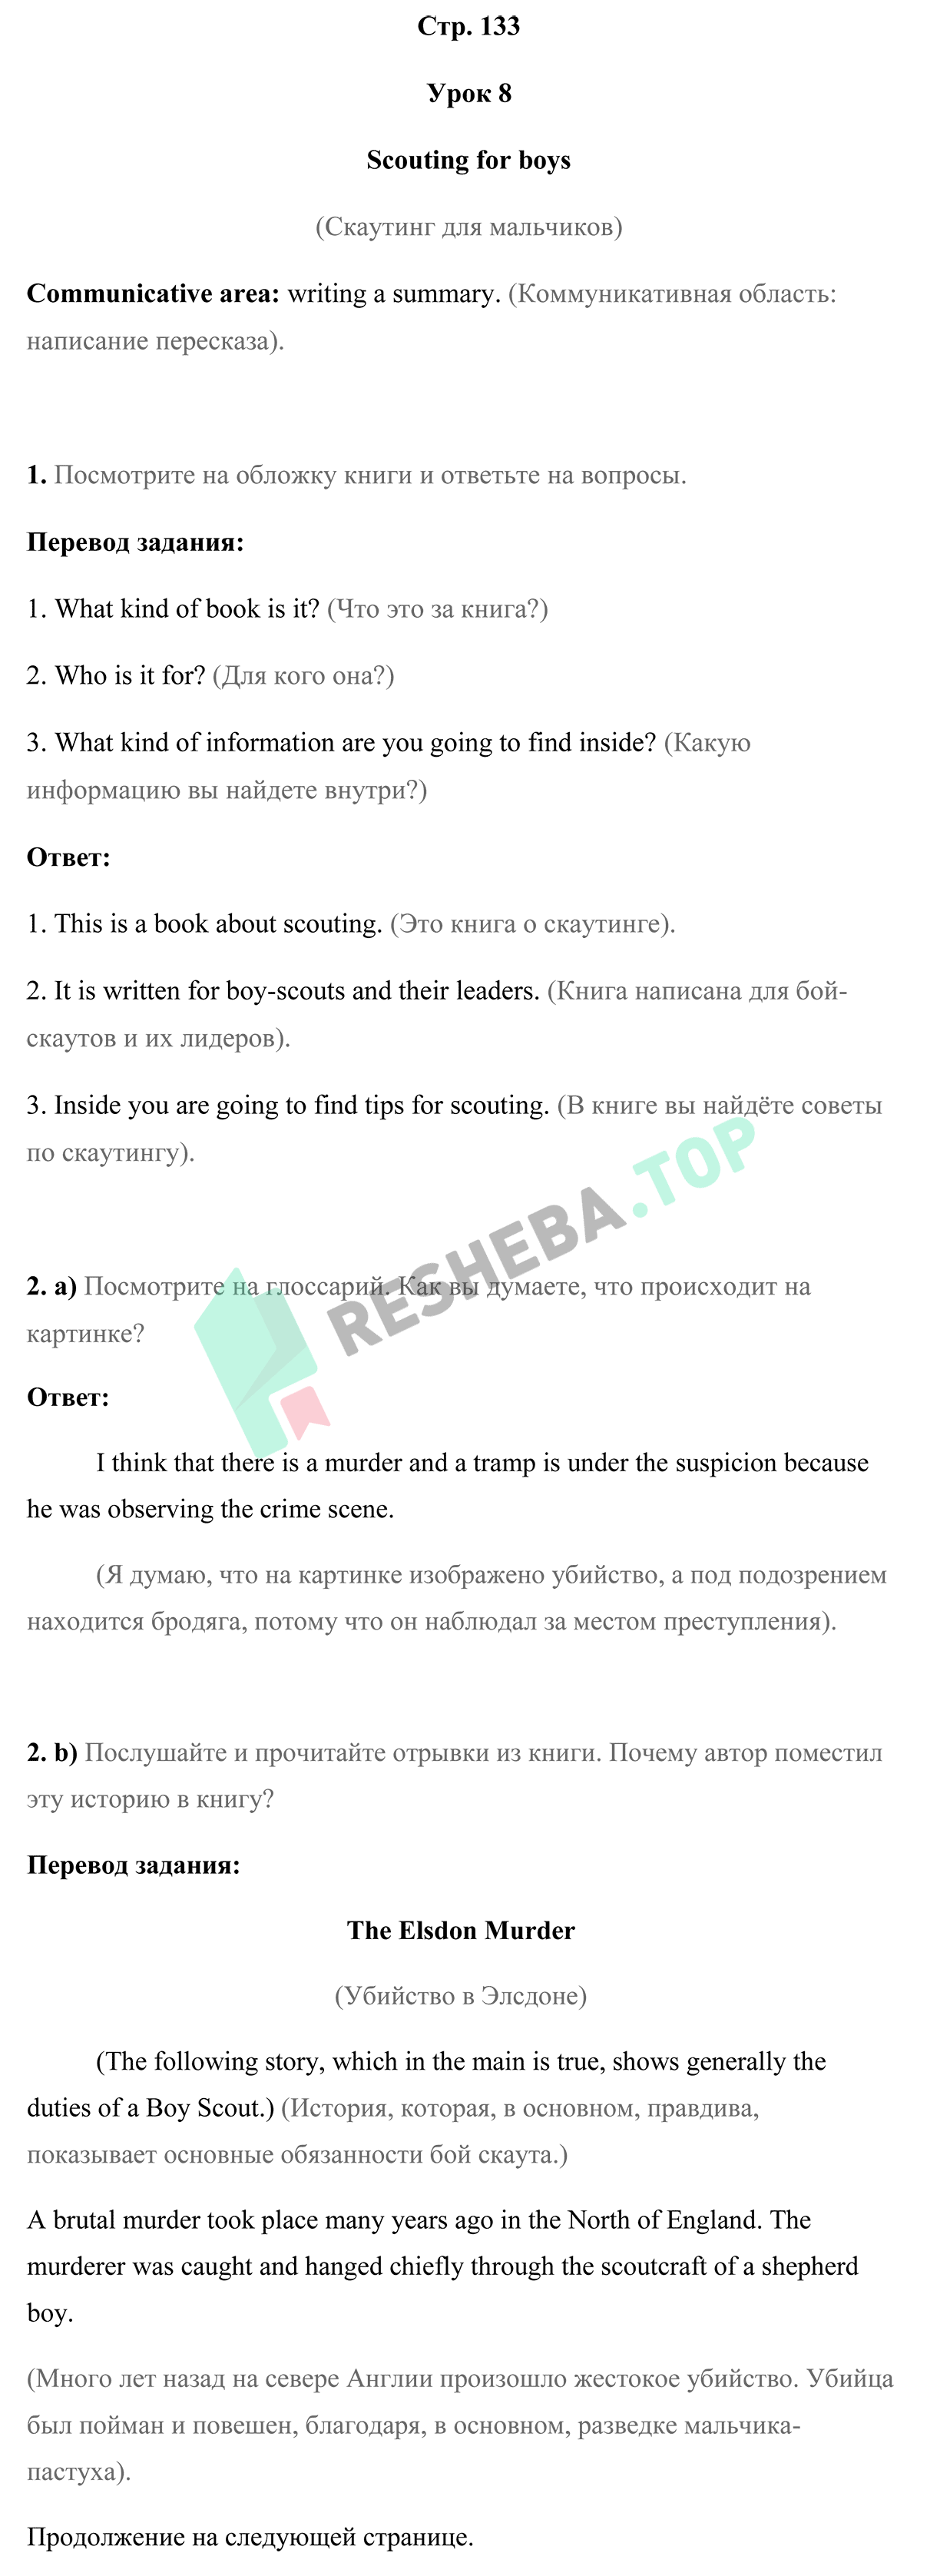 Стр. 133
Урок 8
Scouting for boys
(Скаутинг для мальчиков)
Communicative area: writing a summary. (Коммуникативная область:
написание пересказа).
1. Посмотрите на обложку книги и ответьте на вопросы.
Перевод задания:
1. What kind of book is it? (Что это за книга?)
2. Who is it for? (Для кого она?)
3. What kind of information are you going to find inside? (Какую
информацию вы найдете внутри?)
Ответ:
1. This is a book about scouting. (Это книга о скаутинге).
2. It is written for boy-scouts and their leaders. (Книга написана для бой-
скаутов и их лидеров).
3. Inside you are going to find tips for scouting. (В книге вы найдёте советы
по скаутингу).
RESHEBA.TOP
2. a) Посмотрите на глоссарий. Как вы думаете, что происходит на
картинке?
Ответ:
I think that there is a murder and a tramp is under the suspicion because
he was observing the crime scene.
(Я думаю, что на картинке изображено убийство, а под подозрением
находится бродяга, потому что он наблюдал за местом преступления).
2. b) Послушайте и прочитайте отрывки из книги. Почему автор поместил
эту историю в книгу?
Перевод задания:
The Elsdon Murder
(Убийство в Элсдоне)
(The following story, which in the main is true, shows generally the
duties of a Boy Scout.) (История, которая, в основном, правдива,
показывает основные обязанности бой скаута.)
A brutal murder took place many years ago in the North of England. The
murderer was caught and hanged chiefly through the scoutcraft of a shepherd
boy.
(Много лет назад на севере Англии произошло жестокое убийство. Убийца
был пойман и повешен, благодаря, в основном, разведке мальчика-
пастуха).
Продолжение на следующей странице.